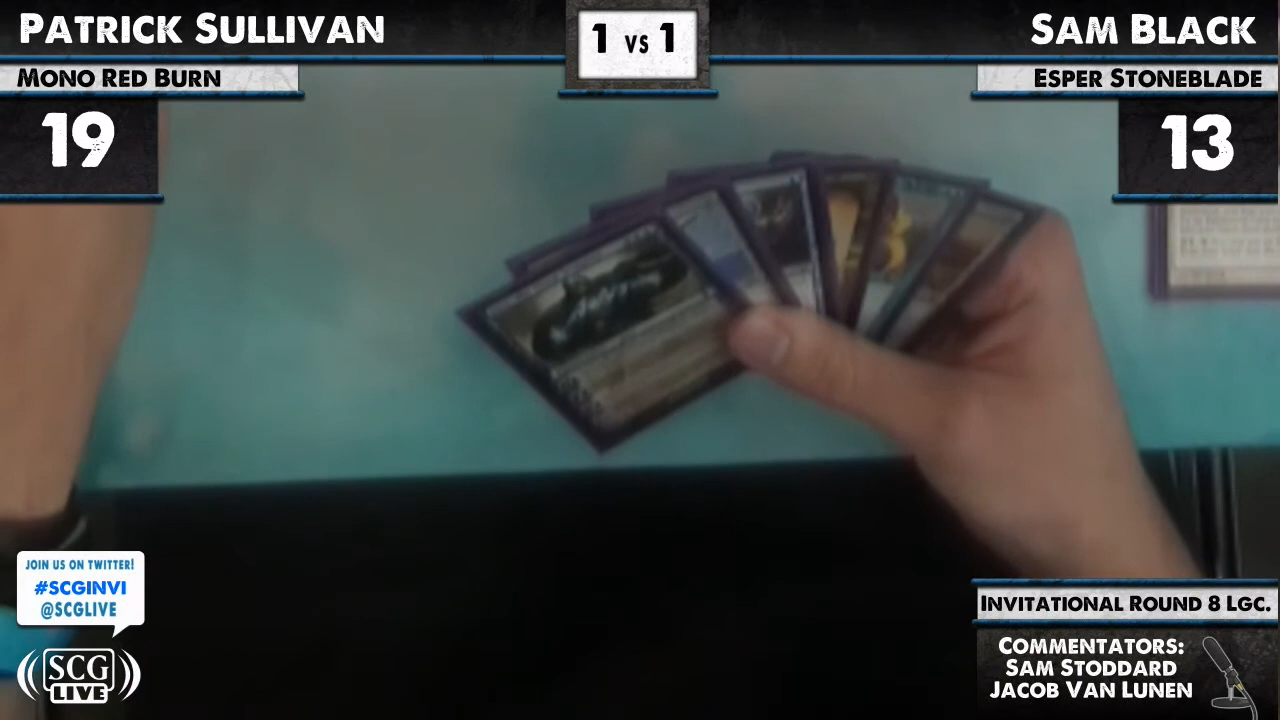 PATRICK SULLIVAN
1 VS 1
SAM BLACK
MONO RED BURN
ESPER STONEBLADE
19
13
JOIN US ON TWITTER!
#SCGINVI
@SCGLIVE
SCG
LIVE
INVITATIONAL ROUND 8 LGC.
COMMENTATORS:
SAM STODDARD
JACOB VAN LUNEN